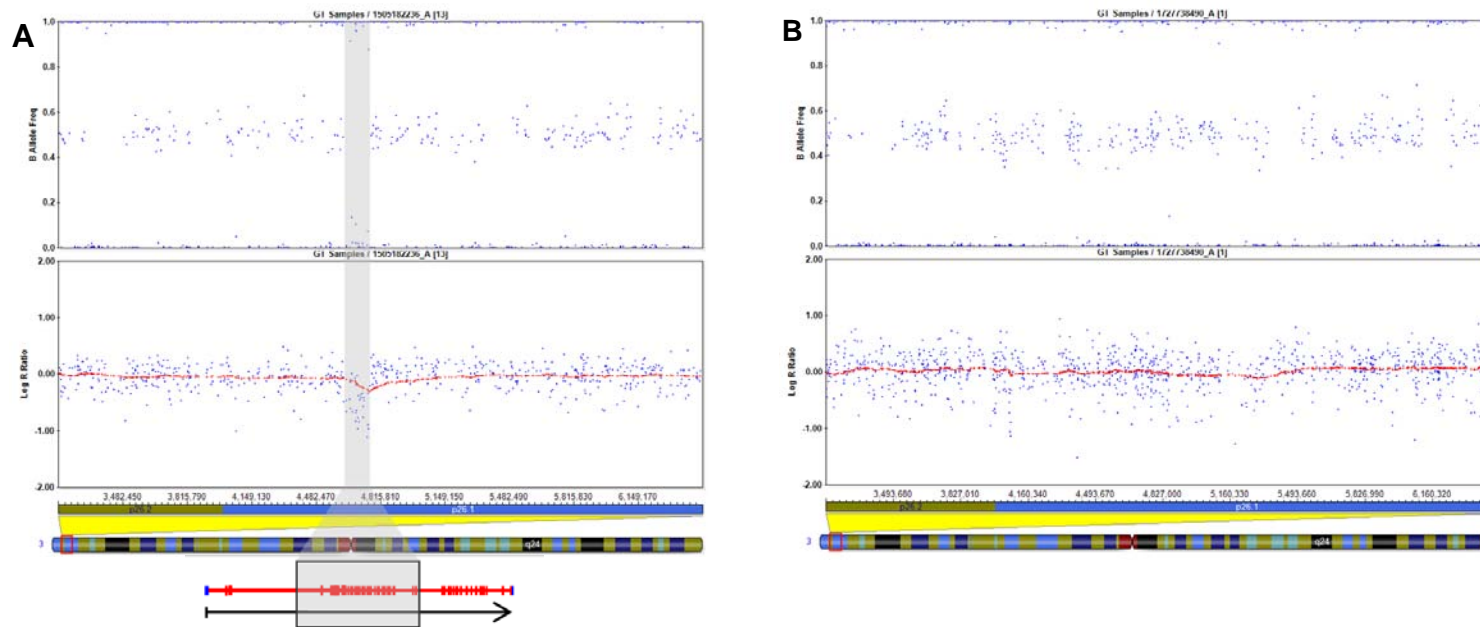 A
GT Samples / 1505182236_A [13]
B Allele Freq
1.0
0.8
0.6
0.4
0.2
0.0
GT Samples / 1505182236_A [13]
Log R Ratio
2.00
1.00
0.00
-1.00
-2.00
3,482,450 3,815,790 4,149,130 4,482,470 4,815,810 5,149,150 5,482,490 5,815,830 6,149,170
p26.2 p26.1
3 q24
B
GT Samples / 1727738490_A [1]
B Allele Freq
1.0
0.8
0.6
0.4
0.2
0.0
GT Samples / 1727738490_A [1]
Log R Ratio
2.00
1.00
0.00
-1.00
-2.00
3,493,680 3,827,010 4,160,340 4,493,670 4,827,000 5,160,330 5,493,660 5,826,990 6,160,320
p26.2 p26.1
3 q24